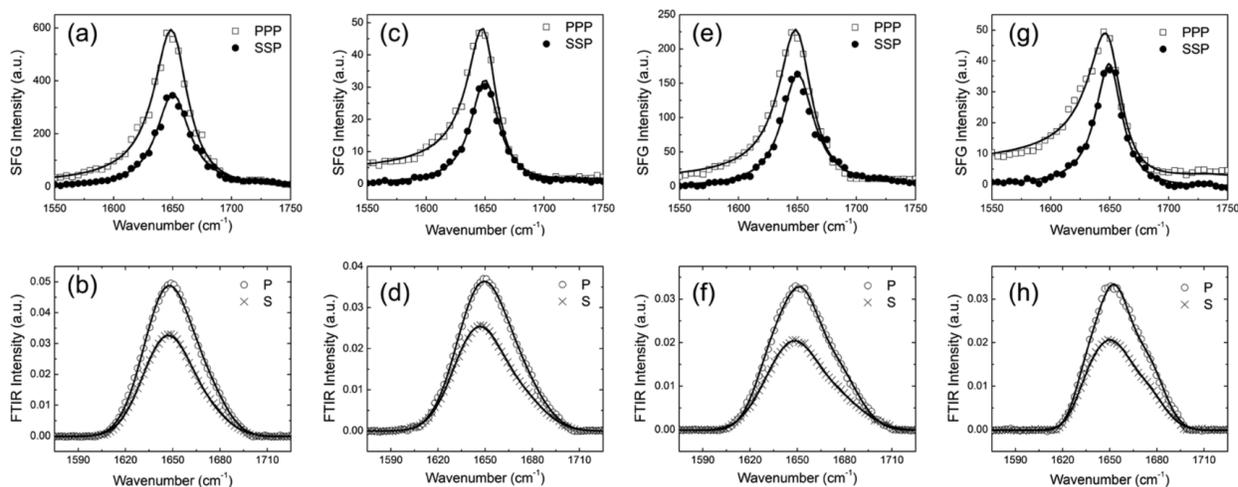 (a)
PPP
SSP
SFG Intensity (a.u.)
600
400
200
0
1550 1600 1650 1700 1750
Wavenumber (cm⁻¹)
(c)
PPP
SSP
SFG Intensity (a.u.)
50
40
30
20
10
0
1550 1600 1650 1700 1750
Wavenumber (cm⁻¹)
(e)
PPP
SSP
SFG Intensity (a.u.)
225
200
175
150
125
100
75
50
25
0
1550 1600 1650 1700 1750
Wavenumber (cm⁻¹)
(g)
PPP
SSP
SFG Intensity (a.u.)
50
40
30
20
10
0
1550 1600 1650 1700 1750
Wavenumber (cm⁻¹)
(b)
P
S
FTIR Intensity (a.u.)
0.05
0.04
0.03
0.02
0.01
0.00
1590 1620 1650 1680 1710
Wavenumber (cm⁻¹)
(d)
P
S
FTIR Intensity (a.u.)
0.04
0.03
0.02
0.01
0.00
1590 1620 1650 1680 1710
Wavenumber (cm⁻¹)
(f)
P
S
FTIR Intensity (a.u.)
0.03
0.02
0.01
0.00
1590 1620 1650 1680 1710
Wavenumber (cm⁻¹)
(h)
P
S
FTIR Intensity (a.u.)
0.03
0.02
0.01
0.00
1590 1620 1650 1680 1710
Wavenumber (cm⁻¹)